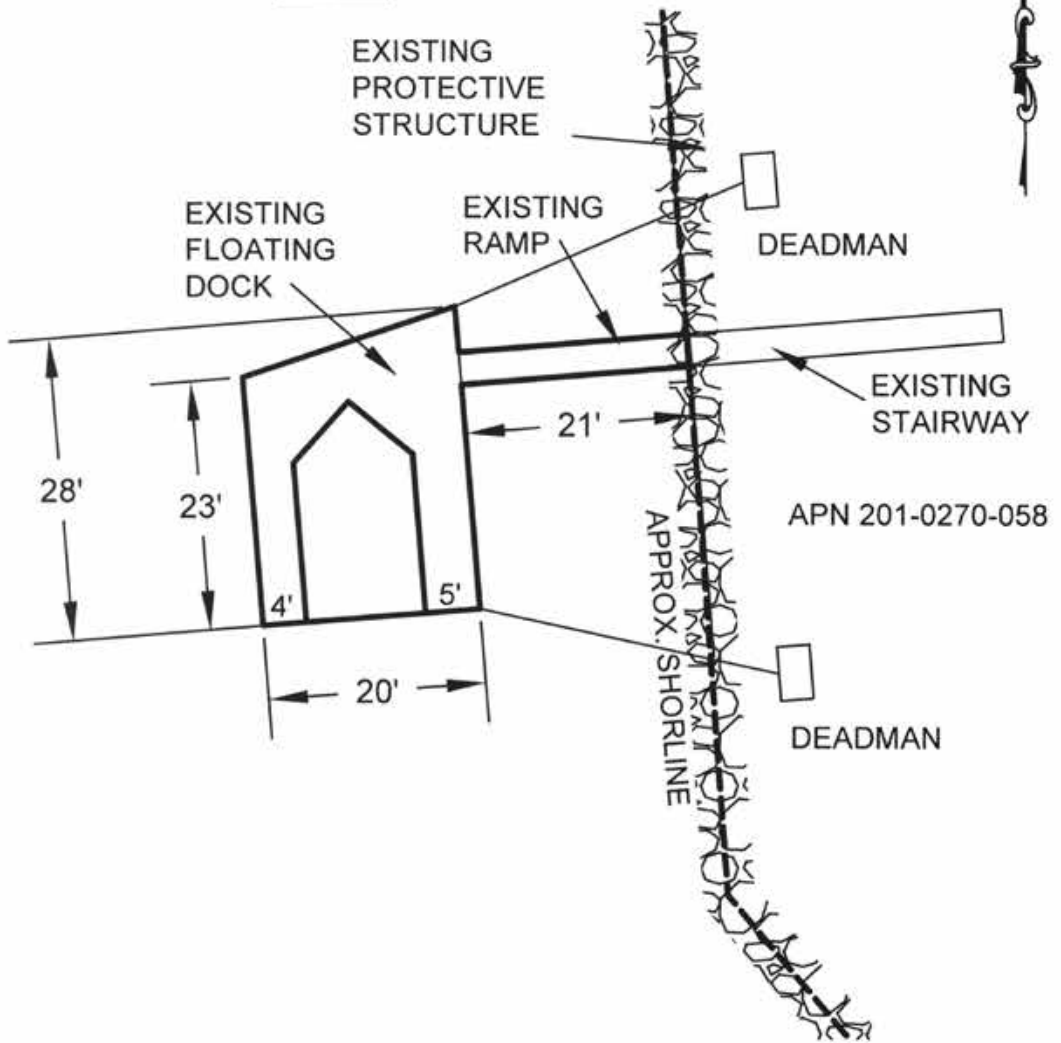 EXISTING
PROTECTIVE
STRUCTURE
EXISTING
FLOATING
DOCK
EXISTING
RAMP
DEADMAN
EXISTING
STAIRWAY
21'
28'
23'
APN 201-0270-058
APPROX. SHORLINE
4'
5'
20'
DEADMAN